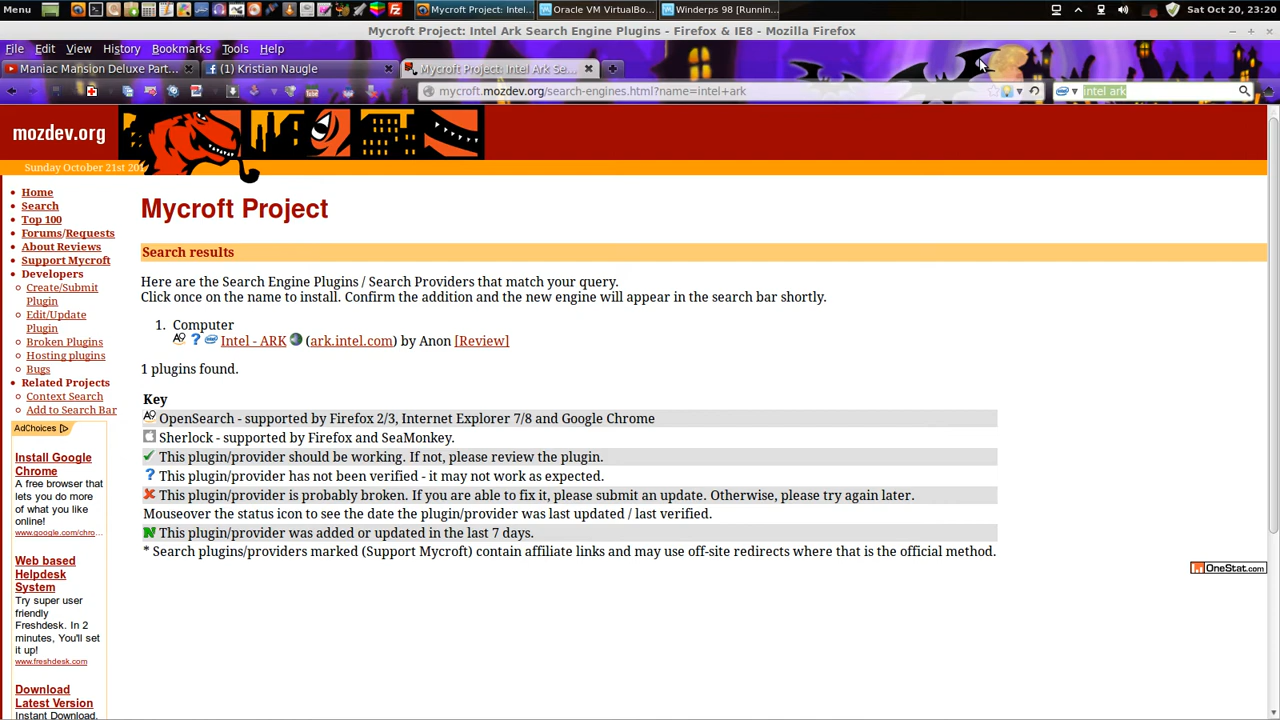 Menu
Mycroft Project: Intel...
Oracle VM VirtualBo...
Winderps 98 [Runnin...
Sat Oct 20, 23:20
Mycroft Project: Intel Ark Search Engine Plugins - Firefox & IE8 - Mozilla Firefox
File Edit View History Bookmarks Tools Help
Maniac Mansion Deluxe Part...
(1) Kristian Naugle
Mycroft Project: Intel Ark Se...
mycroft.mozdev.org/search-engines.html?name=intel+ark
intel ark
mozdev.org
Sunday October 21st 201
Home
Search
Top 100
Forums/Requests
About Reviews
Support Mycroft
Developers
Create/Submit
Plugin
Edit/Update
Plugin
Broken Plugins
Hosting plugins
Bugs
Related Projects
Context Search
Add to Search Bar
AdChoices
Install Google
Chrome
A free browser that
lets you do more
of what you like
online!
www.google.com/chro...
Web based
Helpdesk
System
Try super user
friendly
Freshdesk. In 2
minutes, You'll set
it up!
www.freshdesk.com
Download
Latest Version
Instant Download.
Mycroft Project
Search results
Here are the Search Engine Plugins / Search Providers that match your query.
Click once on the name to install. Confirm the addition and the new engine will appear in the search bar shortly.
1. Computer
A9 ? intel Intel - ARK (ark.intel.com) by Anon [Review]
1 plugins found.
Key
A9 OpenSearch - supported by Firefox 2/3, Internet Explorer 7/8 and Google Chrome
Sherlock - supported by Firefox and SeaMonkey.
This plugin/provider should be working. If not, please review the plugin.
? This plugin/provider has not been verified - it may not work as expected.
This plugin/provider is probably broken. If you are able to fix it, please submit an update. Otherwise, please try again later.
Mouseover the status icon to see the date the plugin/provider was last updated / last verified.
N This plugin/provider was added or updated in the last 7 days.
* Search plugins/providers marked (Support Mycroft) contain affiliate links and may use off-site redirects where that is the official method.
OneStat.com